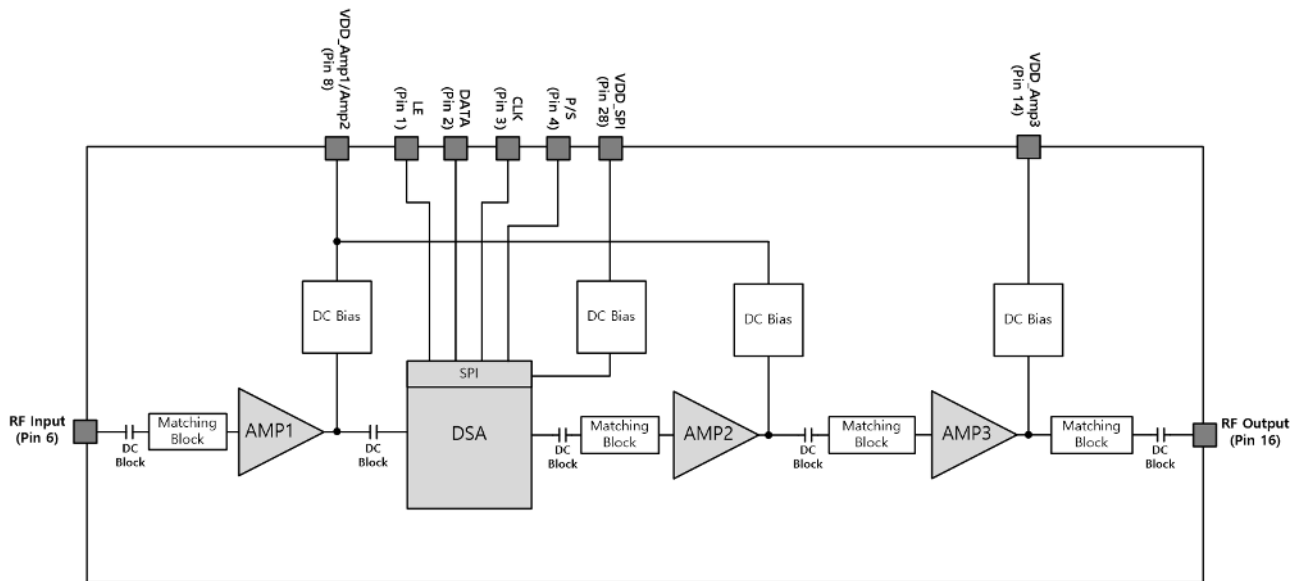 VDD_Amp1/Amp2
(Pin 8)
LE
(Pin 1)
DATA
(Pin 2)
CLK
(Pin 3)
P/S
(Pin 4)
VDD_SPI
(Pin 28)
VDD_Amp3
(Pin 14)
DC Bias
DC Bias
DC Bias
DC Bias
RF Input
(Pin 6)
DC
Block
Matching
Block
AMP1
DC
Block
SPI
DSA
DC
Block
Matching
Block
AMP2
DC
Block
Matching
Block
AMP3
Matching
Block
DC
Block
RF Output
(Pin 16)